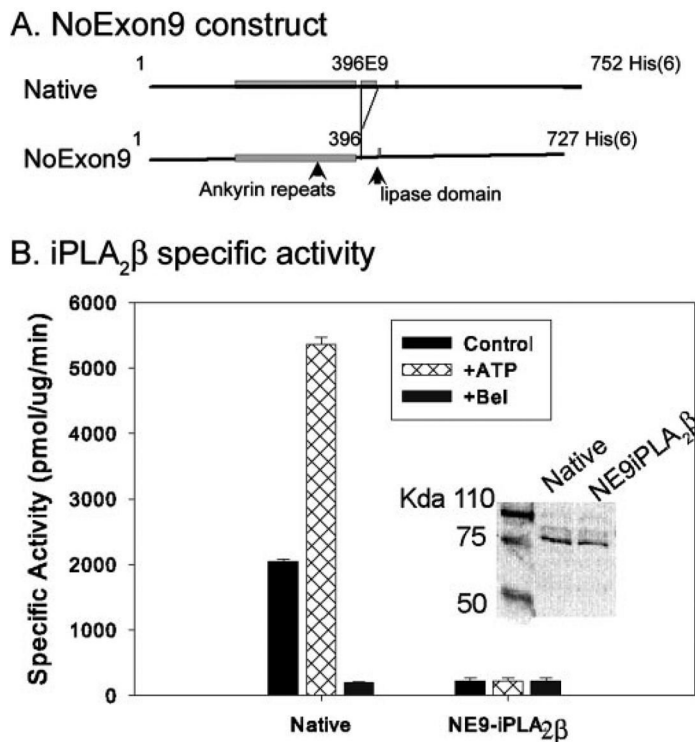 A. NoExon9 construct
1 396E9 752 His(6)
Native
1 396 727 His(6)
NoExon9
Ankyrin repeats lipase domain
B. iPLA₂β specific activity
Specific Activity (pmol/ug/min)
6000
5000
4000
3000
2000
1000
0
Control
+ATP
+Bel
Native NE9iPLA₂β
Kda 110
75
50
Native NE9-iPLA2β